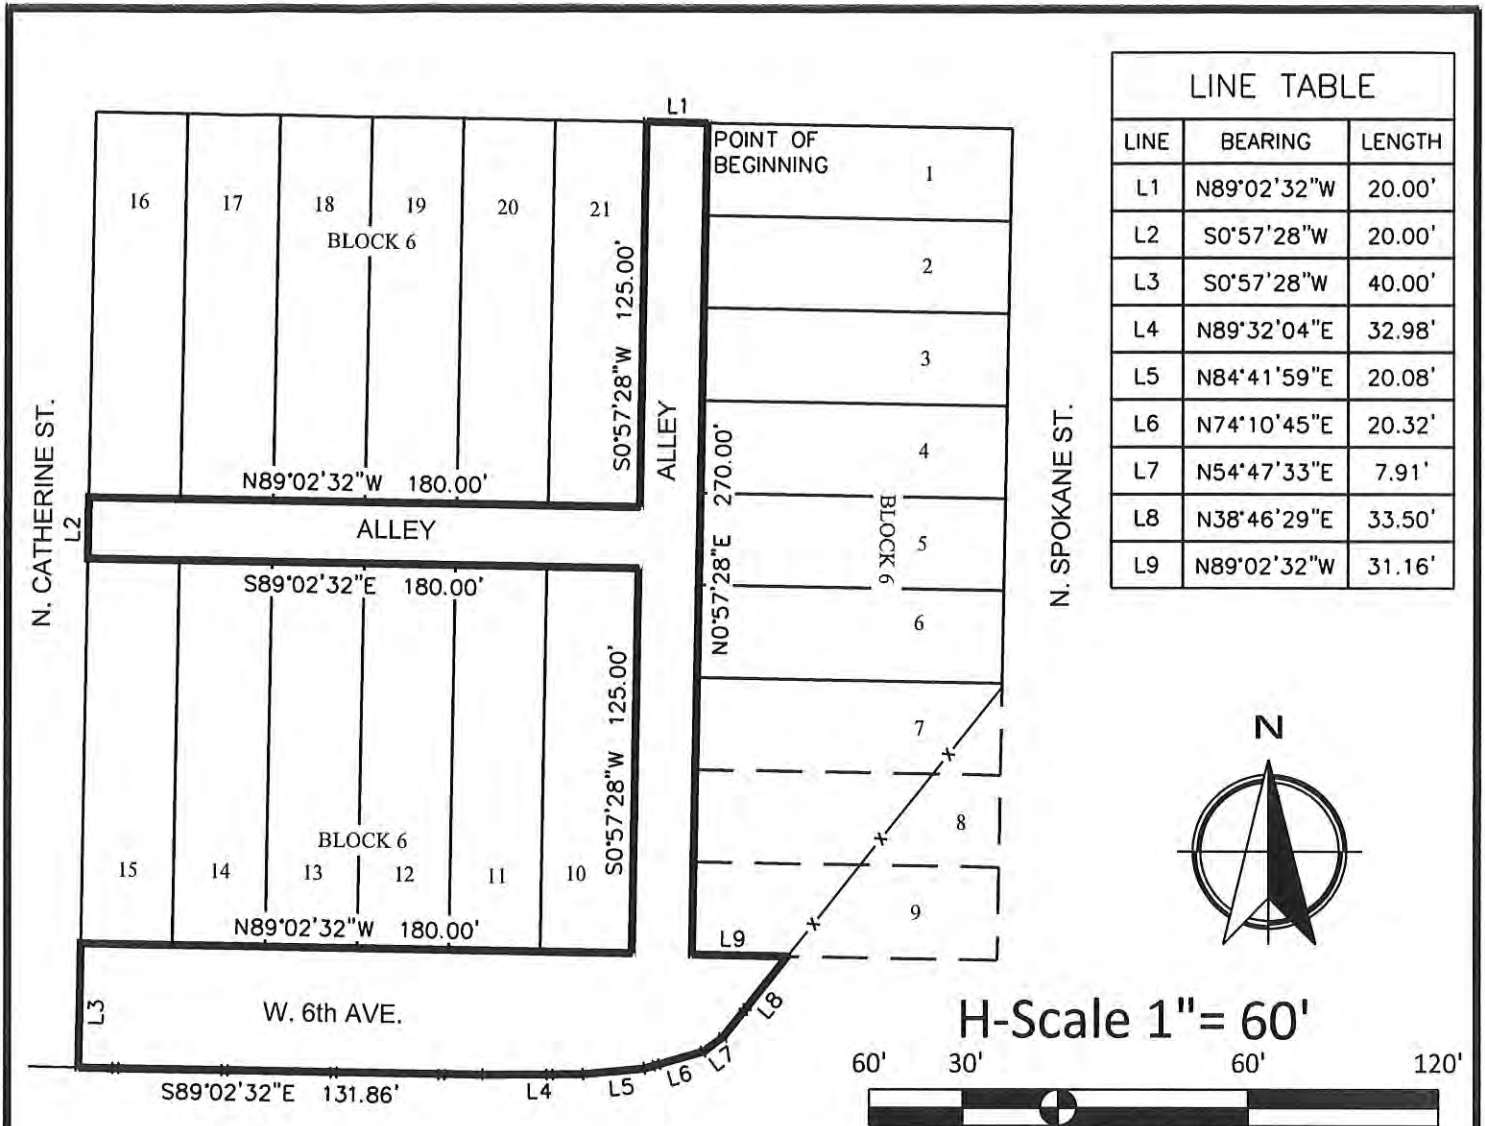 L1
POINT OF
BEGINNING
16
17
18
19
20
21
BLOCK 6
1
2
3
4
5
6
7
8
9
BLOCK 6
S0°57'28"W 125.00'
ALLEY
N0°57'28"E 270.00'
N89°02'32"W 180.00'
ALLEY
L2
N. CATHERINE ST.
N. SPOKANE ST.
S89°02'32"E 180.00'
S0°57'28"W 125.00'
BLOCK 6
15
14
13
12
11
10
N89°02'32"W 180.00'
L9
L3
W. 6th AVE.
L8
L7
L6
L5
L4
S89°02'32"E 131.86'
x
x
x
LINE TABLE
LINE BEARING LENGTH
L1 N89°02'32"W 20.00'
L2 S0°57'28"W 20.00'
L3 S0°57'28"W 40.00'
L4 N89°32'04"E 32.98'
L5 N84°41'59"E 20.08'
L6 N74°10'45"E 20.32'
L7 N54°47'33"E 7.91'
L8 N38°46'29"E 33.50'
L9 N89°02'32"W 31.16'
N
H-Scale 1"= 60'
60' 30' 60' 120'